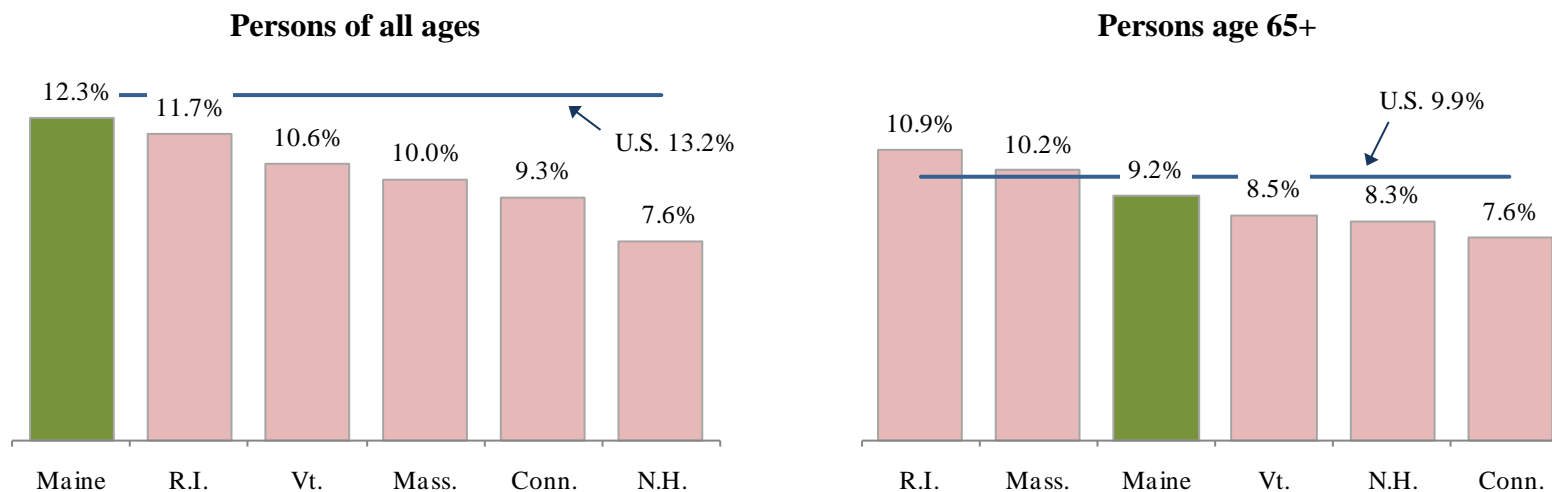 Persons of all ages
12.3%
11.7%
10.6%
10.0%
9.3%
7.6%
U.S. 13.2%
Maine R.I. Vt. Mass. Conn. N.H.
Persons age 65+
10.9%
10.2%
9.2%
8.5%
8.3%
7.6%
U.S. 9.9%
R.I. Mass. Maine Vt. N.H. Conn.